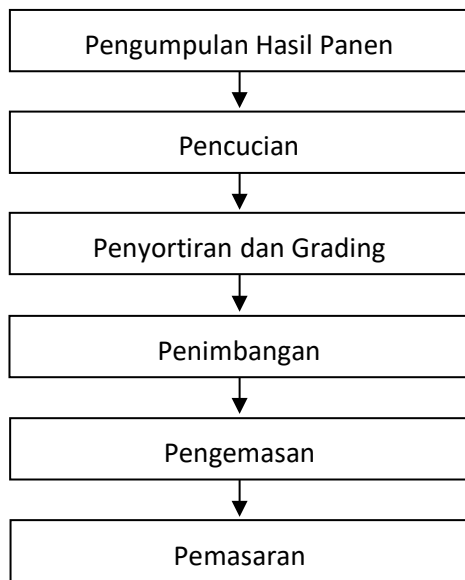 Pengumpulan Hasil Panen
Pencucian
Penyortiran dan Grading
Penimbangan
Pengemasan
Pemasaran